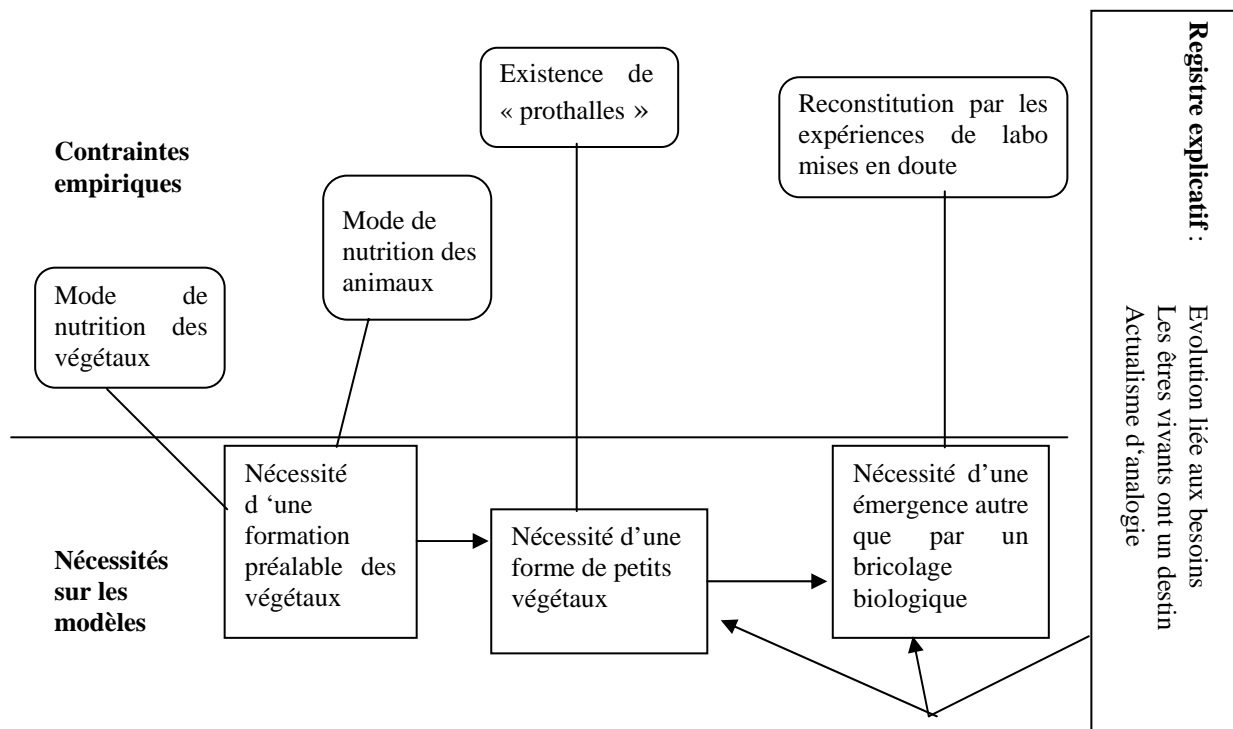 Existence de
« prothalles »
Reconstitution par les
expériences de labo
mises en doute
Contraintes
empiriques
Mode de
nutrition des
animaux
Mode de
nutrition des
végétaux
Nécessité
d ‘une
formation
préalable des
végétaux
Nécessité d’une
forme de petits
végétaux
Nécessité d’une
émergence autre
que par un
bricolage
biologique
Nécessités
sur les
modèles
Registre explicatif :
Evolution liée aux besoins
Les êtres vivants ont un destin
Actualisme d‘analogie